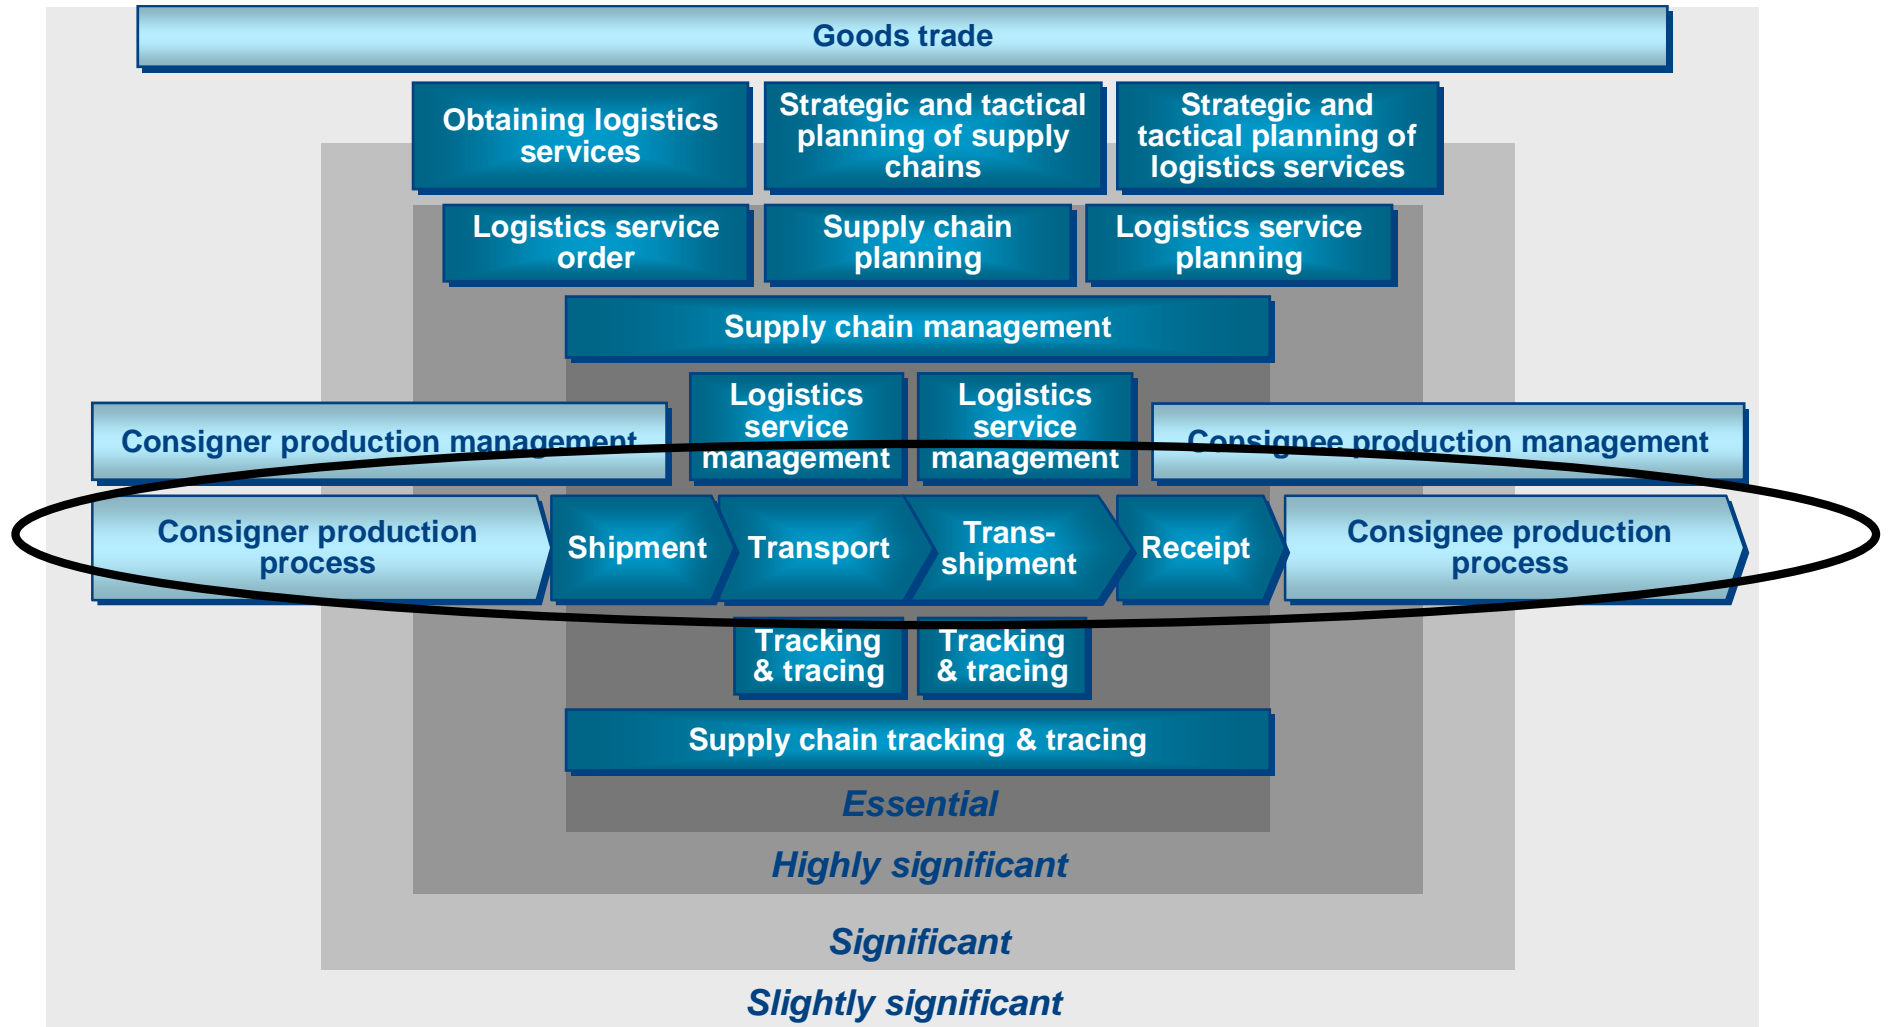 Goods trade
Obtaining logistics
services
Strategic and tactical
planning of supply
chains
Strategic and
tactical planning of
logistics services
Logistics service
order
Supply chain
planning
Logistics service
planning
Supply chain management
Logistics
service
management
Logistics
service
management
Consigner production management
Consignee production management
Consigner production
process
Shipment
Transport
Trans-
shipment
Receipt
Consignee production
process
Tracking
& tracing
Tracking
& tracing
Supply chain tracking & tracing
Essential
Highly significant
Significant
Slightly significant